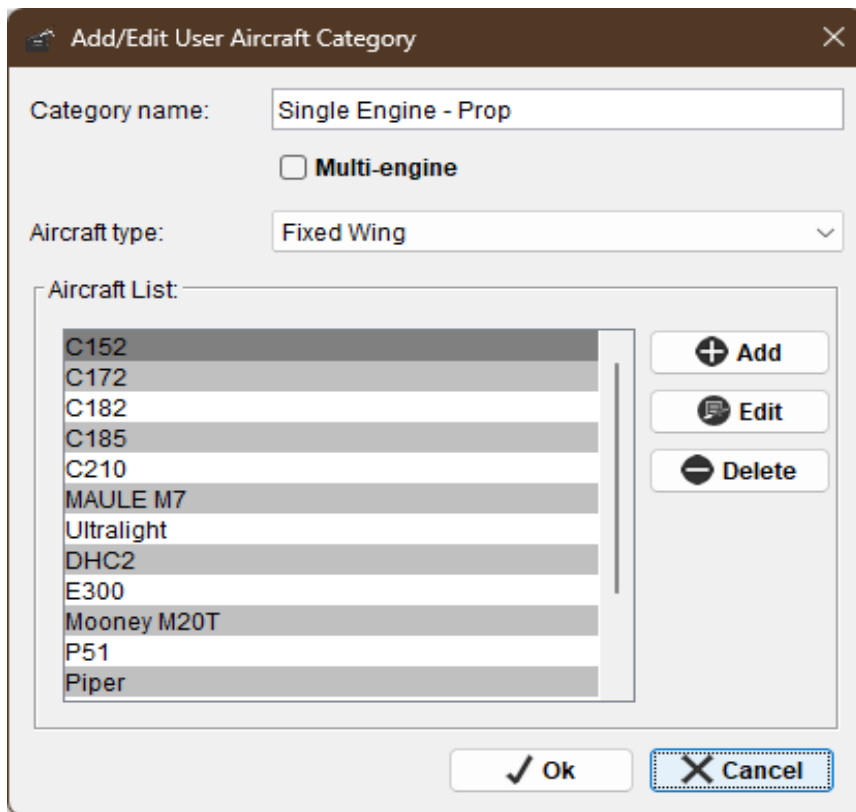 Add/Edit User Aircraft Category
Category name: Single Engine - Prop
Multi-engine
Aircraft type: Fixed Wing
Aircraft List:
C152
C172
C182
C185
C210
MAULE M7
Ultralight
DHC2
E300
Mooney M20T
P51
Piper
Add
Edit
Delete
Ok Cancel